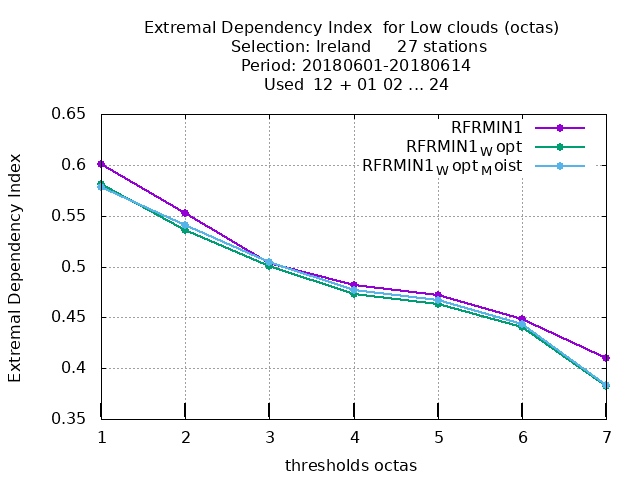 Extremal Dependency Index  for Low clouds (octas)
Selection: Ireland     27 stations
Period: 20180601-20180614
Used  12 + 01 02 ... 24
0.65
0.6
0.55
0.5
0.45
0.4
0.35
Extremal Dependency Index
RFRMIN1
RFRMIN1W opt
RFRMIN1W opt Moist
1 2 3 4 5 6 7
thresholds octas